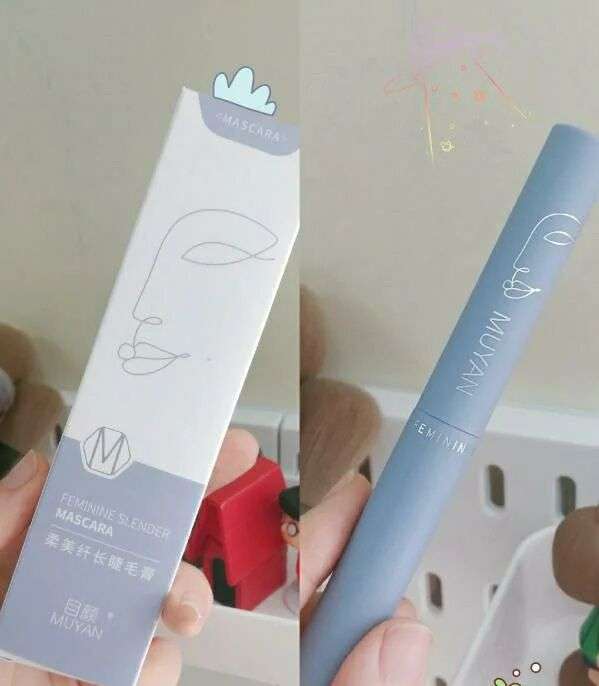 MASCARA
M
FEMININE SLENDER
MASCARA
柔美纤长睫毛膏
目颜
MUYAN
MUYAN
FEMININ